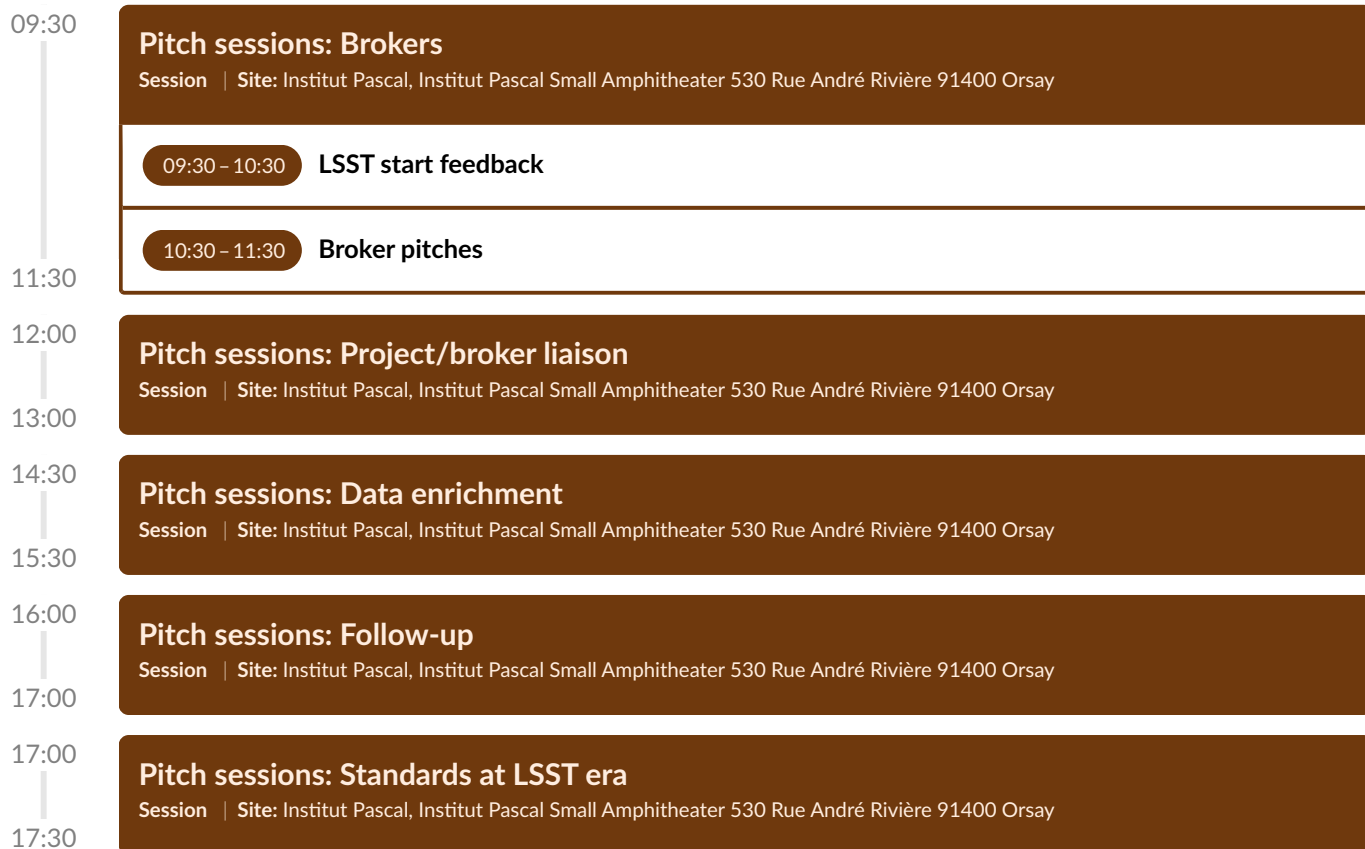 09:30
Pitch sessions: Brokers
Session | Site: Institut Pascal, Institut Pascal Small Amphitheater 530 Rue André Rivière 91400 Orsay
09:30 – 10:30 LSST start feedback
10:30 – 11:30 Broker pitches
11:30
12:00
Pitch sessions: Project/broker liaison
Session | Site: Institut Pascal, Institut Pascal Small Amphitheater 530 Rue André Rivière 91400 Orsay
13:00
14:30
Pitch sessions: Data enrichment
Session | Site: Institut Pascal, Institut Pascal Small Amphitheater 530 Rue André Rivière 91400 Orsay
15:30
16:00
Pitch sessions: Follow-up
Session | Site: Institut Pascal, Institut Pascal Small Amphitheater 530 Rue André Rivière 91400 Orsay
17:00
17:00
Pitch sessions: Standards at LSST era
Session | Site: Institut Pascal, Institut Pascal Small Amphitheater 530 Rue André Rivière 91400 Orsay
17:30